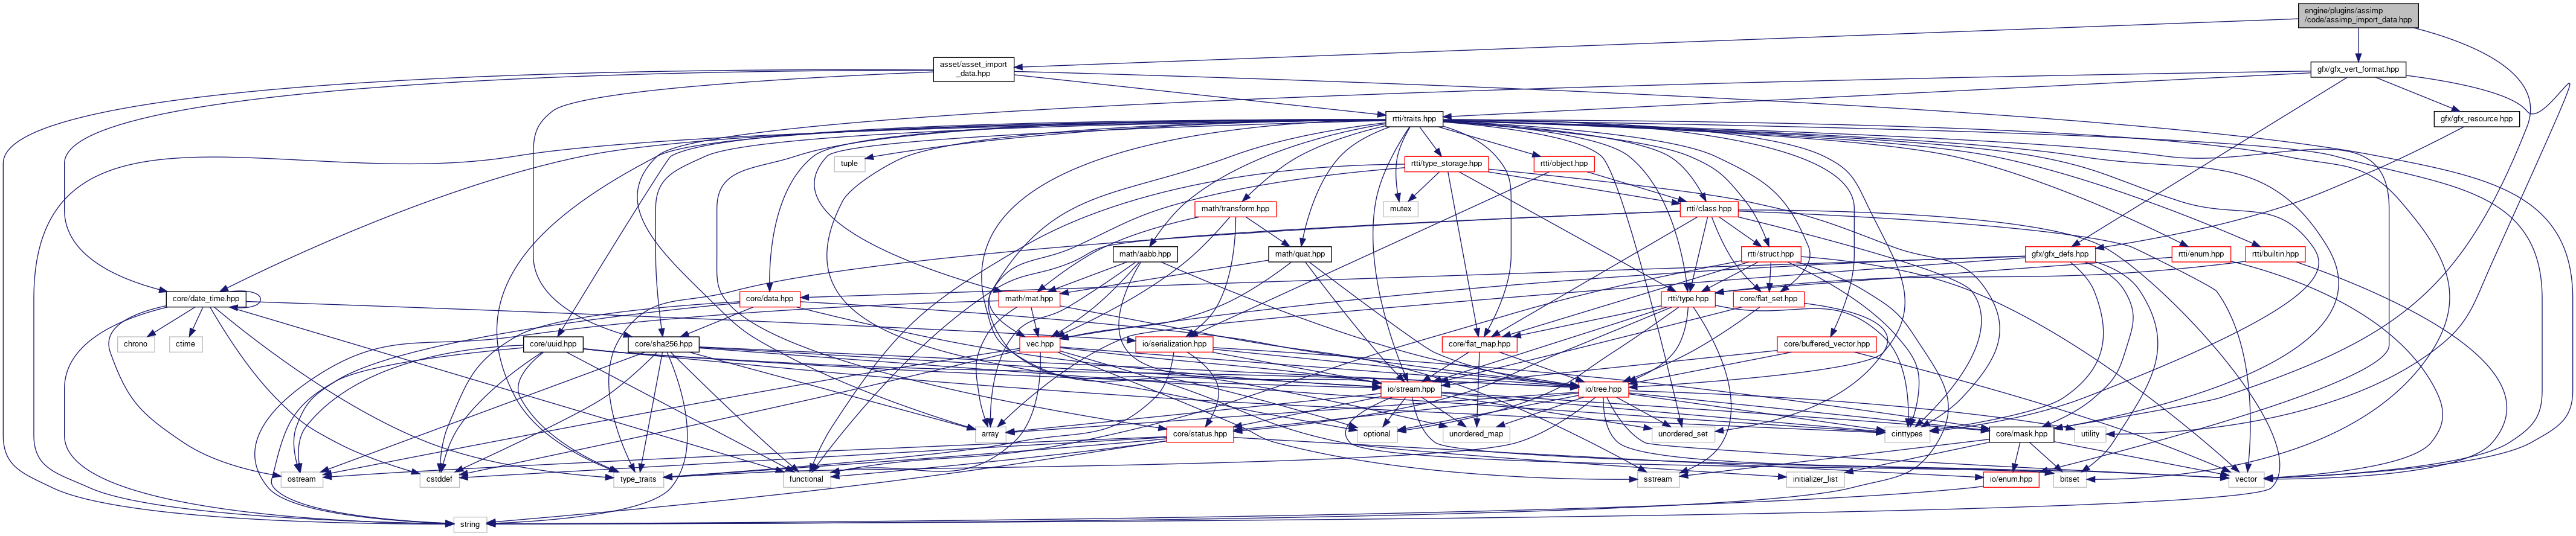 engine/plugins/assimp
/code/assimp_import_data.hpp
asset/asset_import
_data.hpp
gfx/gfx_vert_format.hpp
rtti/traits.hpp
gfx/gfx_resource.hpp
tuple
rtti/type_storage.hpp
rtti/object.hpp
mutex
math/transform.hpp
rtti/class.hpp
math/aabb.hpp
math/quat.hpp
rtti/struct.hpp
gfx/gfx_defs.hpp
rtti/enum.hpp
rtti/builtin.hpp
core/date_time.hpp
core/data.hpp
math/mat.hpp
rtti/type.hpp
core/flat_set.hpp
chrono
ctime
core/uuid.hpp
core/sha256.hpp
vec.hpp
io/serialization.hpp
core/flat_map.hpp
core/buffered_vector.hpp
io/stream.hpp
io/tree.hpp
array
core/status.hpp
optional
unordered_map
unordered_set
cinttypes
core/mask.hpp
utility
ostream
cstddef
type_traits
functional
sstream
initializer_list
io/enum.hpp
bitset
vector
string